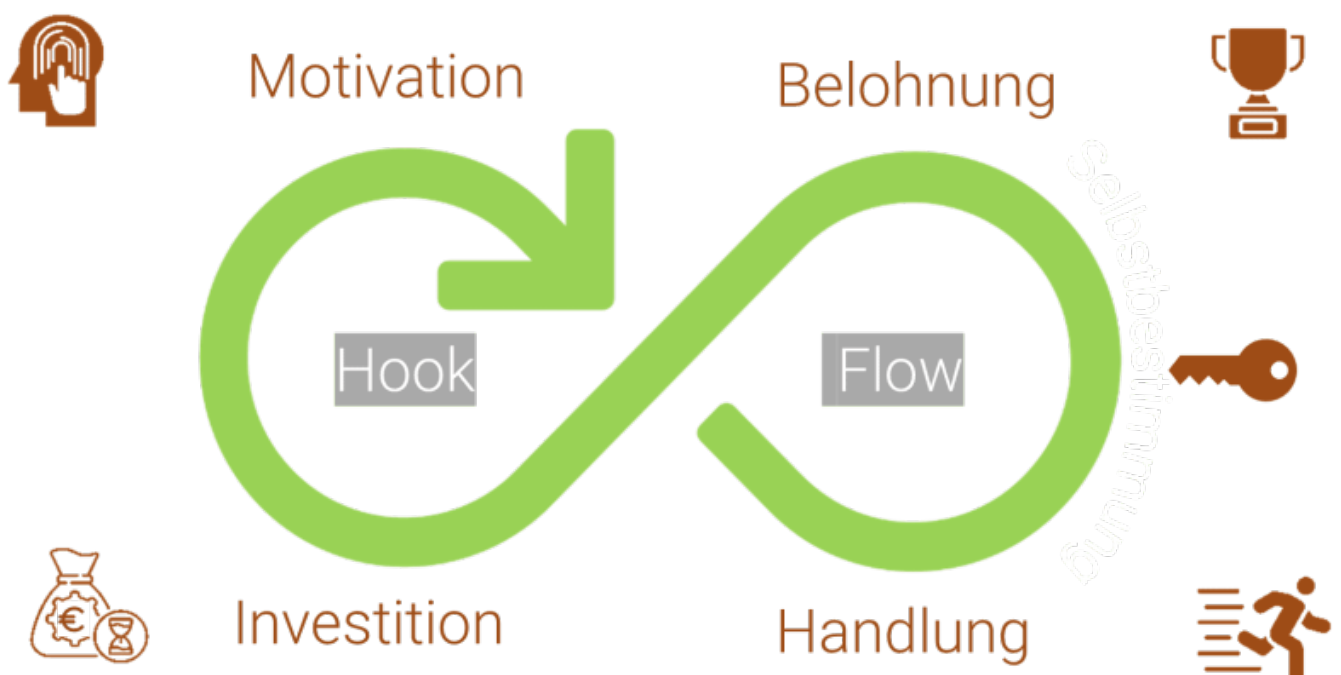 Motivation
Belohnung
Selbstbestimmung
Hook
Flow
€
Investition
Handlung